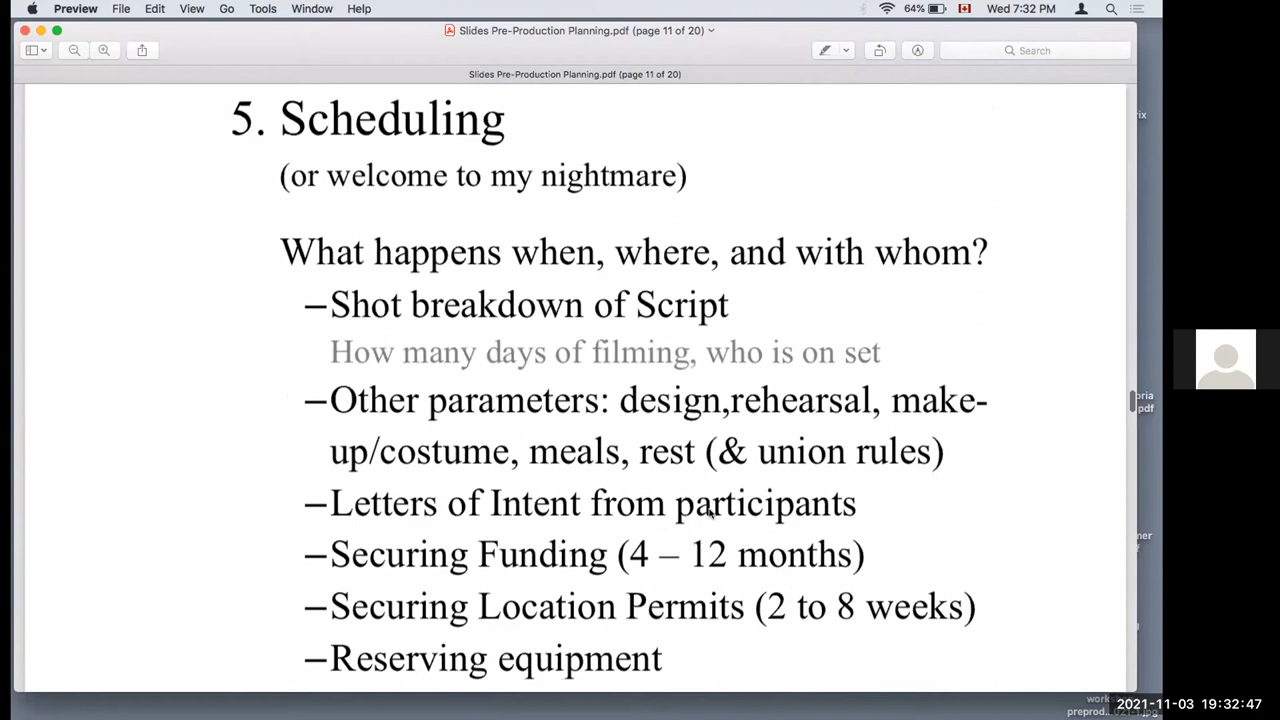 Preview File Edit View Go Tools Window Help 64% Wed 7:32 PM
Slides Pre-Production Planning.pdf (page 11 of 20)
Search
Slides Pre-Production Planning.pdf (page 11 of 20)
5. Scheduling
(or welcome to my nightmare)
What happens when, where, and with whom?
–Shot breakdown of Script
How many days of filming, who is on set
–Other parameters: design,rehearsal, make-
up/costume, meals, rest (& union rules)
–Letters of Intent from participants
–Securing Funding (4 – 12 months)
–Securing Location Permits (2 to 8 weeks)
–Reserving equipment
2021-11-03 19:32:47